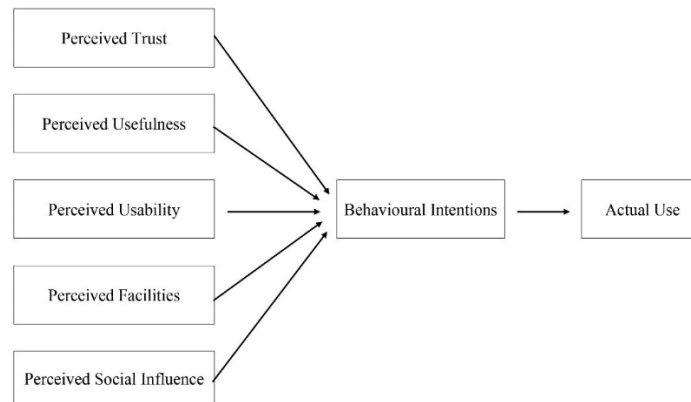 Perceived Trust
Perceived Usefulness
Perceived Usability
Behavioural Intentions
Actual Use
Perceived Facilities
Perceived Social Influence